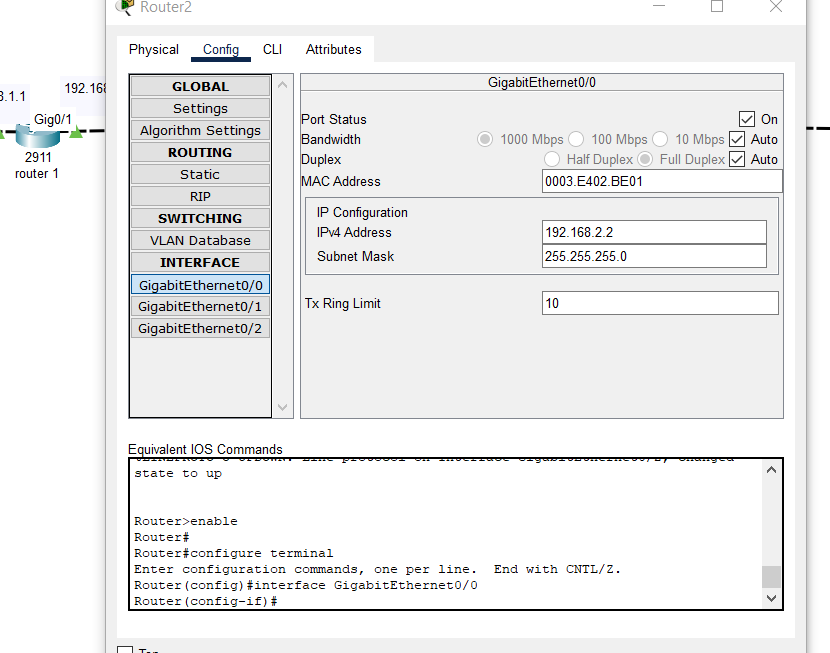 Router2
Physical Config CLI Attributes
192.168
3.1.1
Gig0/1
2911
router 1
GLOBAL
Settings
Algorithm Settings
ROUTING
Static
RIP
SWITCHING
VLAN Database
INTERFACE
GigabitEthernet0/0
GigabitEthernet0/1
GigabitEthernet0/2
GigabitEthernet0/0
Port Status On
Bandwidth 1000 Mbps 100 Mbps 10 Mbps Auto
Duplex Half Duplex Full Duplex Auto
MAC Address 0003.E402.BE01
IP Configuration
IPv4 Address 192.168.2.2
Subnet Mask 255.255.255.0
Tx Ring Limit 10
Equivalent IOS Commands
state to up
Router>enable
Router#
Router#configure terminal
Enter configuration commands, one per line. End with CNTL/Z.
Router(config)#interface GigabitEthernet0/0
Router(config-if)#